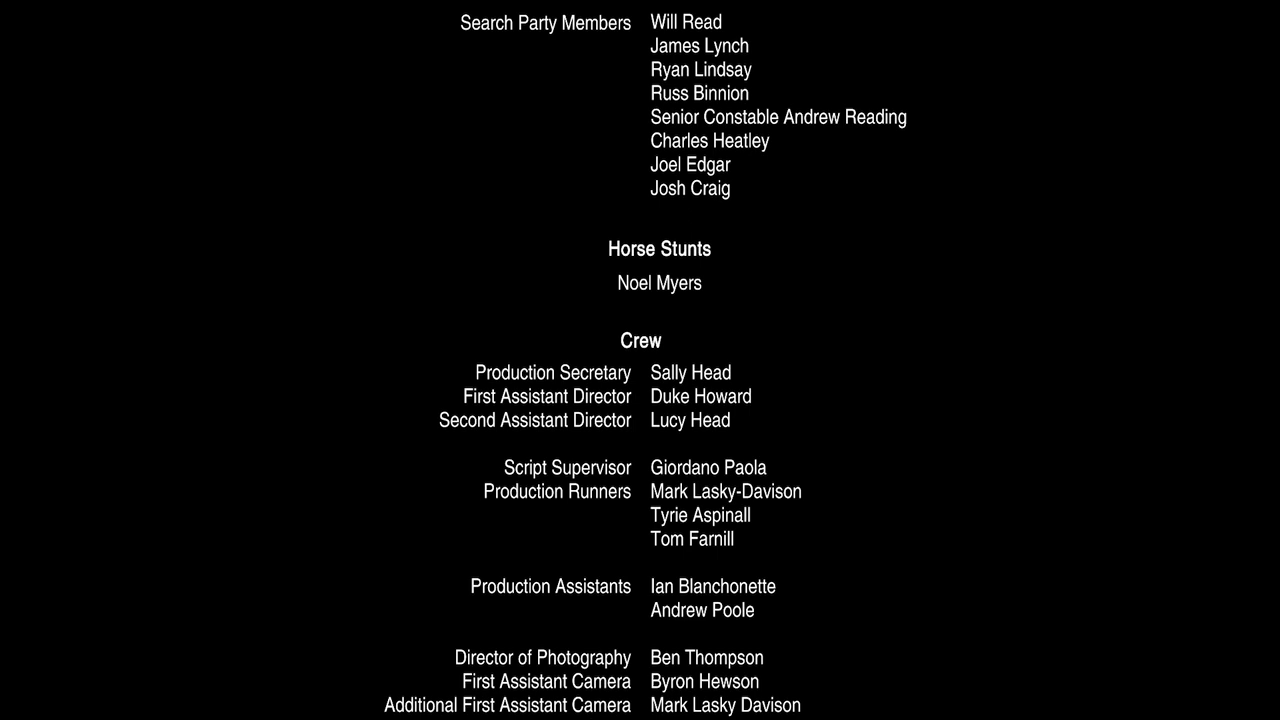 Search Party Members Will Read
James Lynch
Ryan Lindsay
Russ Binnion
Senior Constable Andrew Reading
Charles Heatley
Joel Edgar
Josh Craig
Horse Stunts
Noel Myers
Crew
Production Secretary Sally Head
First Assistant Director Duke Howard
Second Assistant Director Lucy Head
Script Supervisor Giordano Paola
Production Runners Mark Lasky-Davison
Tyrie Aspinall
Tom Farnill
Production Assistants Ian Blanchonette
Andrew Poole
Director of Photography Ben Thompson
First Assistant Camera Byron Hewson
Additional First Assistant Camera Mark Lasky Davison